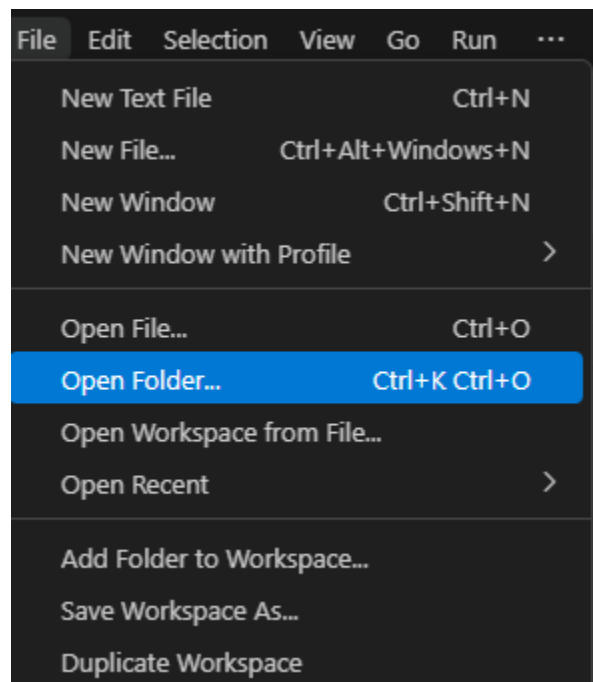 File Edit Selection View Go Run ...
New Text File Ctrl+N
New File... Ctrl+Alt+Windows+N
New Window Ctrl+Shift+N
New Window with Profile >
Open File... Ctrl+O
Open Folder... Ctrl+K Ctrl+O
Open Workspace from File...
Open Recent >
Add Folder to Workspace...
Save Workspace As...
Duplicate Workspace